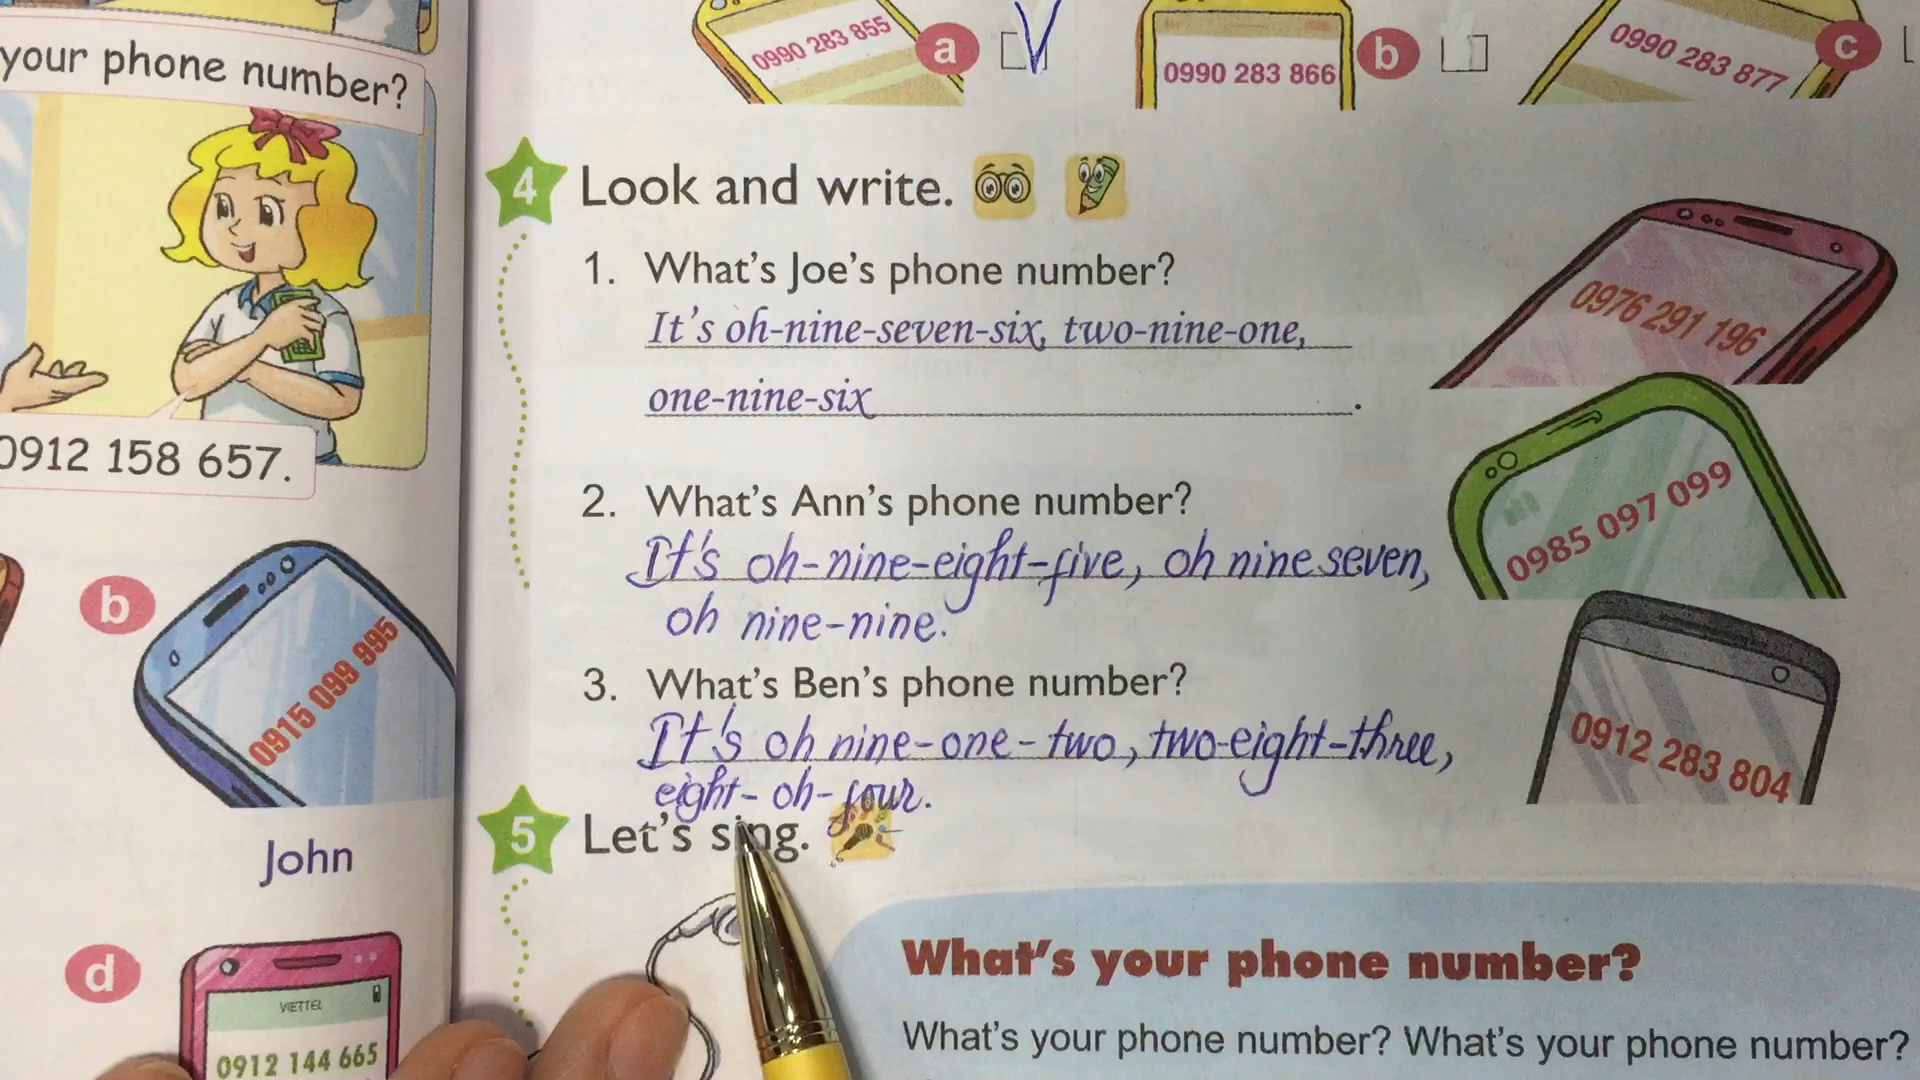 your phone number?
0912 158 657.
b
0915 099 995
John
d
VIETTEL
0912 144 665
0990 283 855
a
0990 283 866
b
0990 283 877
c
4 Look and write.
1. What's Joe's phone number?
It's oh-nine-seven-six, two-nine-one,
one-nine-six.
0976 291 196
2. What's Ann's phone number?
It's oh-nine-eight-five, oh nine seven,
oh nine-nine.
0985 097 099
3. What's Ben's phone number?
It's oh nine-one-two, two-eight-three,
eight-oh-four.
0912 283 804
5 Let's sing.
What's your phone number?
What's your phone number? What's your phone number?